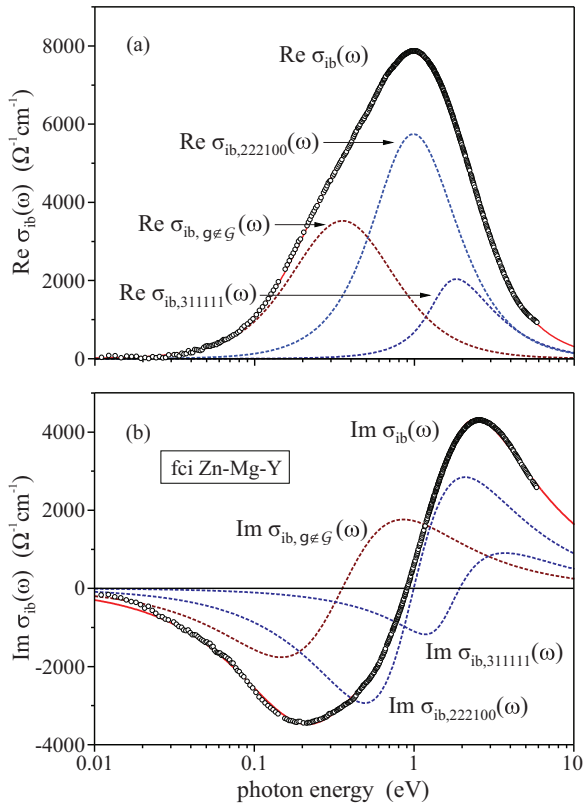 8000
6000
4000
2000
0
Re σib(ω) (Ω⁻¹cm⁻¹)
(a)
Re σib(ω)
Re σib,222100(ω)
Re σib, g∉𝒢(ω)
Re σib,311111(ω)
4000
2000
0
-2000
-4000
Im σib(ω) (Ω⁻¹cm⁻¹)
(b)
Im σib(ω)
fci Zn-Mg-Y
Im σib, g∉𝒢(ω)
Im σib,311111(ω)
Im σib,222100(ω)
0.01 0.1 1 10
photon energy (eV)